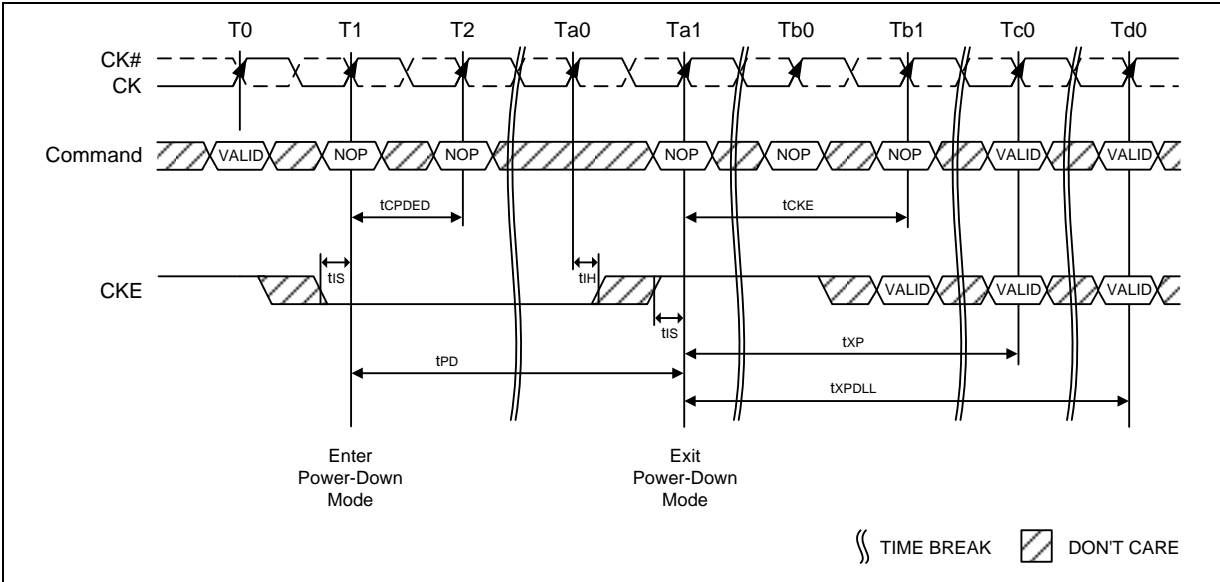 T0 T1 T2 Ta0 Ta1 Tb0 Tb1 Tc0 Td0
CK#
CK
Command VALID NOP NOP NOP NOP NOP VALID VALID
tCPDED tCKE
tIS tIH
CKE VALID VALID VALID
tIS
tPD tXP
tXPDLL
Enter
Power-Down
Mode
Exit
Power-Down
Mode
TIME BREAK DON'T CARE